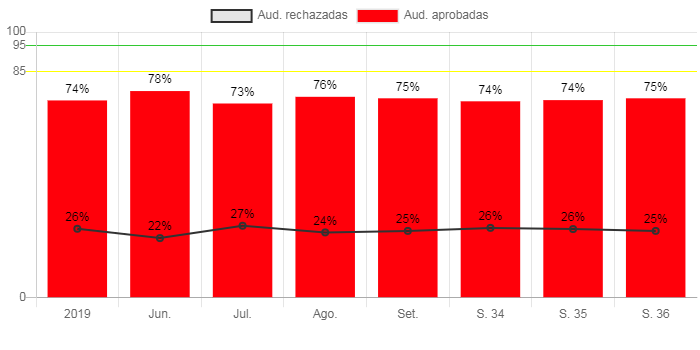 Aud. rechazadas Aud. aprobadas
100
95
85
74% 78% 73% 76% 75% 74% 74% 75%
26% 22% 27% 24% 25% 26% 26% 25%
0
2019 Jun. Jul. Ago. Set. S. 34 S. 35 S. 36